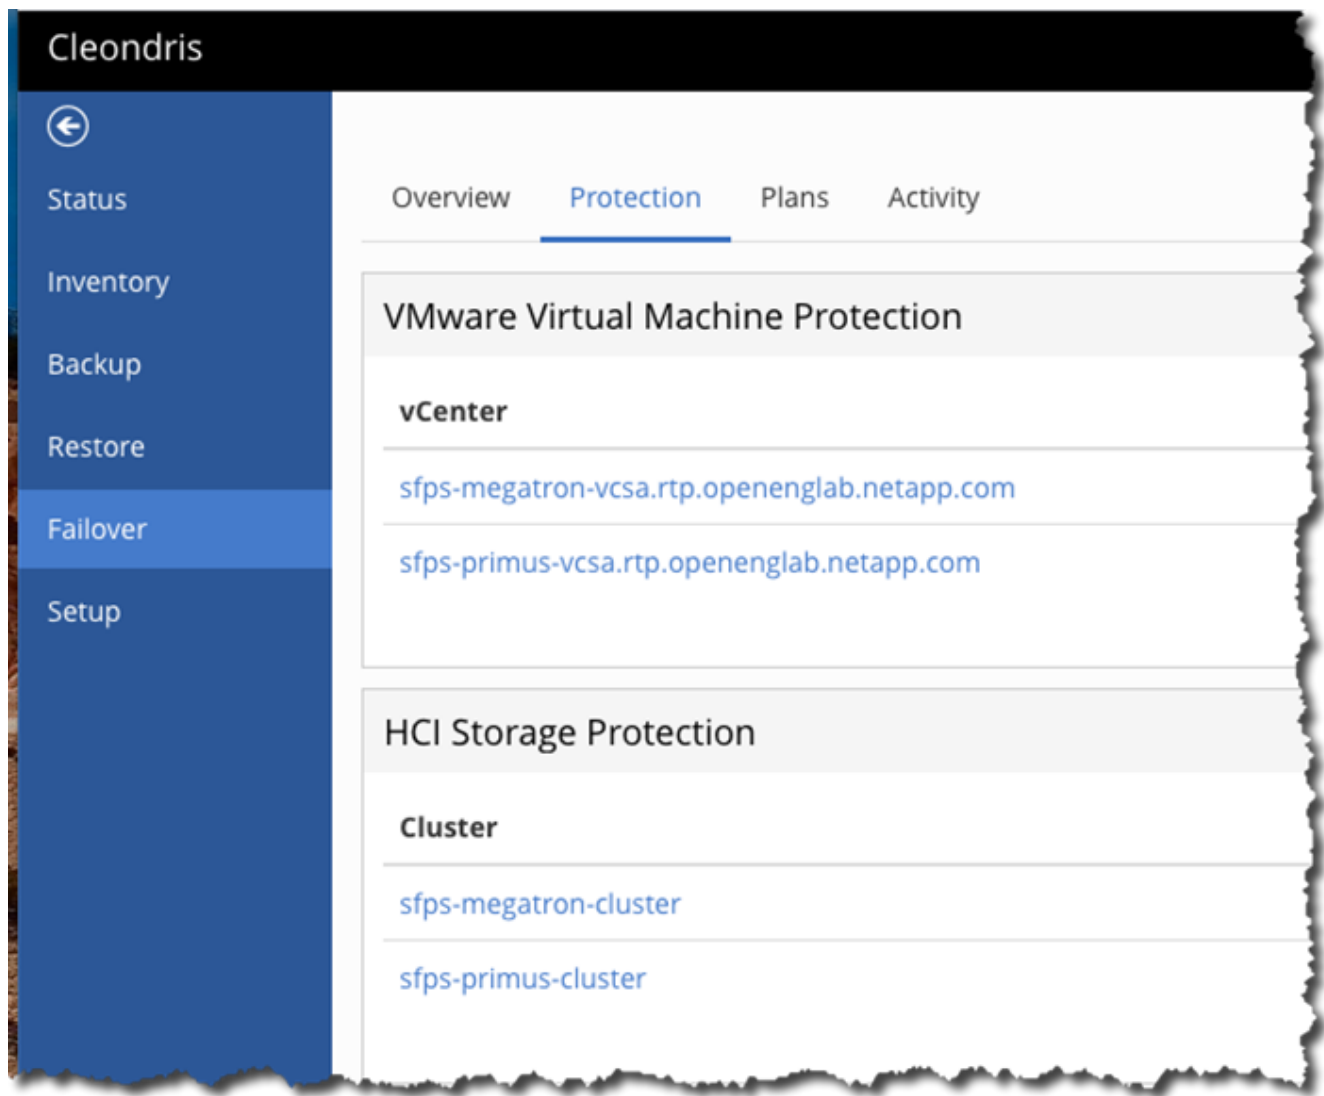 Cleondris
Status
Inventory
Backup
Restore
Failover
Setup
Overview Protection Plans Activity
VMware Virtual Machine Protection
vCenter
sfps-megatron-vcsa.rtp.openenglab.netapp.com
sfps-primus-vcsa.rtp.openenglab.netapp.com
HCI Storage Protection
Cluster
sfps-megatron-cluster
sfps-primus-cluster